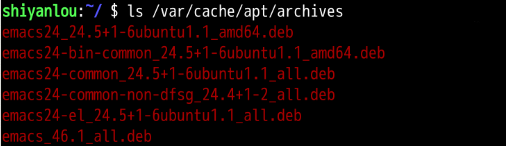 shiyanlou:~/ $ ls /var/cache/apt/archives
emacs24_24.5+1-6ubuntu1.1_amd64.deb
emacs24-bin-common_24.5+1-6ubuntu1.1_amd64.deb
emacs24-common_24.5+1-6ubuntu1.1_all.deb
emacs24-common-non-dfsg_24.4+1-2_all.deb
emacs24-el_24.5+1-6ubuntu1.1_all.deb
emacs_46.1_all.deb